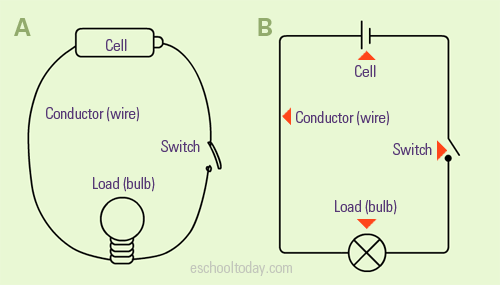 A
Cell
Conductor (wire)
Switch
Load (bulb)
B
Cell
Conductor (wire)
Switch
Load (bulb)
eschooltoday.com